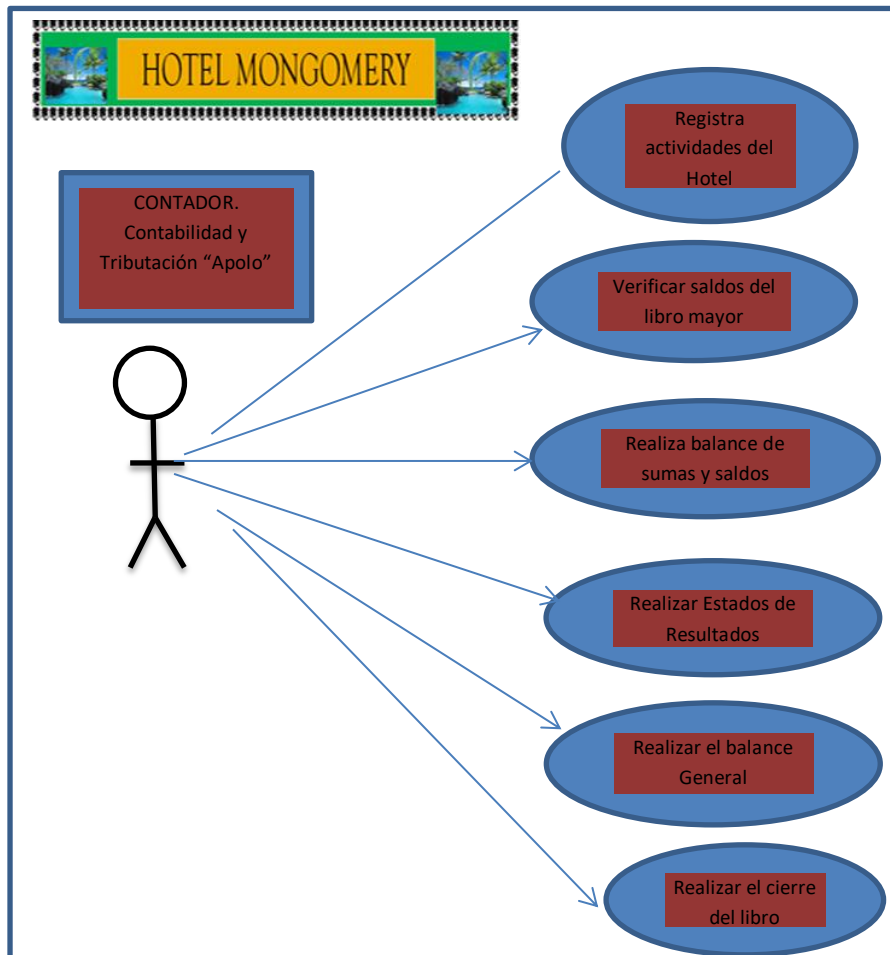 HOTEL MONGOMERY
CONTADOR.
Contabilidad y
Tributación “Apolo”
Registra
actividades del
Hotel
Verificar saldos del
libro mayor
Realiza balance de
sumas y saldos
Realizar Estados de
Resultados
Realizar el balance
General
Realizar el cierre
del libro